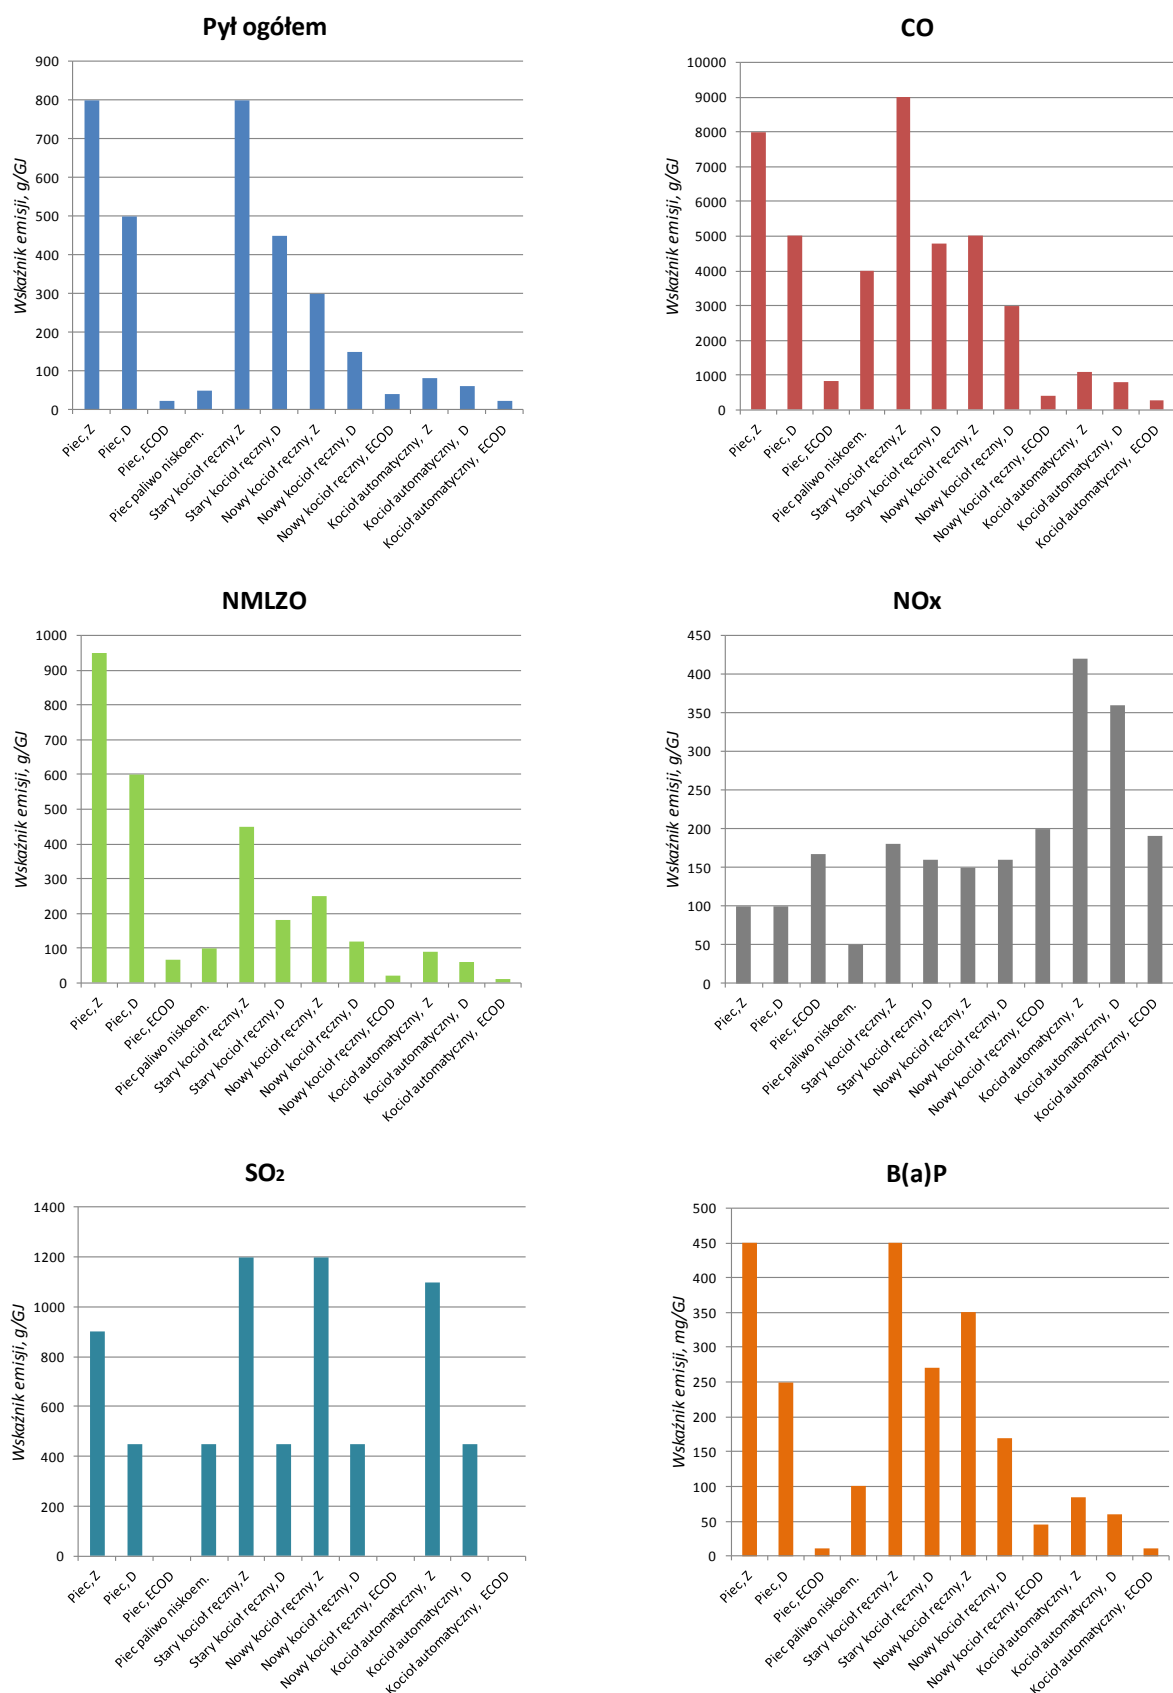 Pył ogółem
Wskaźnik emisji, g/GJ
900
800
700
600
500
400
300
200
100
0
Piec, Z
Piec, D
Piec, ECOD
Piec paliwo niskoem.
Stary kocioł ręczny, Z
Stary kocioł ręczny, D
Nowy kocioł ręczny, Z
Nowy kocioł ręczny, D
Nowy kocioł ręczny, ECOD
Kocioł automatyczny, Z
Kocioł automatyczny, D
Kocioł automatyczny, ECOD
CO
Wskaźnik emisji, g/GJ
10000
9000
8000
7000
6000
5000
4000
3000
2000
1000
0
Piec, Z
Piec, D
Piec, ECOD
Piec paliwo niskoem.
Stary kocioł ręczny, Z
Stary kocioł ręczny, D
Nowy kocioł ręczny, Z
Nowy kocioł ręczny, D
Nowy kocioł ręczny, ECOD
Kocioł automatyczny, Z
Kocioł automatyczny, D
Kocioł automatyczny, ECOD
NMLZO
Wskaźnik emisji, g/GJ
1000
900
800
700
600
500
400
300
200
100
0
Piec, Z
Piec, D
Piec, ECOD
Piec paliwo niskoem.
Stary kocioł ręczny, Z
Stary kocioł ręczny, D
Nowy kocioł ręczny, Z
Nowy kocioł ręczny, D
Nowy kocioł ręczny, ECOD
Kocioł automatyczny, Z
Kocioł automatyczny, D
Kocioł automatyczny, ECOD
NOx
Wskaźnik emisji, g/GJ
450
400
350
300
250
200
150
100
50
0
Piec, Z
Piec, D
Piec, ECOD
Piec paliwo niskoem.
Stary kocioł ręczny, Z
Stary kocioł ręczny, D
Nowy kocioł ręczny, Z
Nowy kocioł ręczny, D
Nowy kocioł ręczny, ECOD
Kocioł automatyczny, Z
Kocioł automatyczny, D
Kocioł automatyczny, ECOD
SO₂
Wskaźnik emisji, g/GJ
1400
1200
1000
800
600
400
200
0
Piec, Z
Piec, D
Piec, ECOD
Piec paliwo niskoem.
Stary kocioł ręczny, Z
Stary kocioł ręczny, D
Nowy kocioł ręczny, Z
Nowy kocioł ręczny, D
Nowy kocioł ręczny, ECOD
Kocioł automatyczny, Z
Kocioł automatyczny, D
Kocioł automatyczny, ECOD
B(a)P
Wskaźnik emisji, mg/GJ
500
450
400
350
300
250
200
150
100
50
0
Piec, Z
Piec, D
Piec, ECOD
Piec paliwo niskoem.
Stary kocioł ręczny, Z
Stary kocioł ręczny, D
Nowy kocioł ręczny, Z
Nowy kocioł ręczny, D
Nowy kocioł ręczny, ECOD
Kocioł automatyczny, Z
Kocioł automatyczny, D
Kocioł automatyczny, ECOD